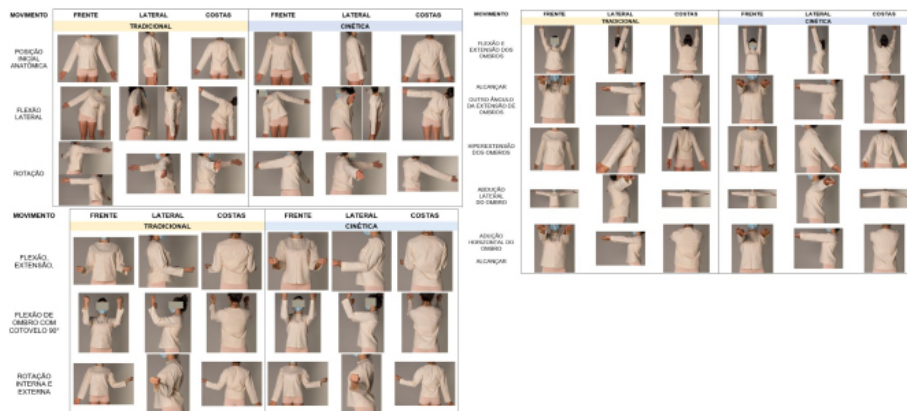 MOVIMENTO FRENTE LATERAL COSTAS FRENTE LATERAL COSTAS
TRADICIONAL CINÉTICA
POSIÇÃO
INICIAL
ANATÔMICA
FLEXÃO
LATERAL
ROTAÇÃO
MOVIMENTO FRENTE LATERAL COSTAS FRENTE LATERAL COSTAS
TRADICIONAL CINÉTICA
FLEXÃO,
EXTENSÃO,
FLEXÃO DE
OMBRO COM
COTOVELO 90°
ROTAÇÃO
INTERNA E
EXTERNA
MOVIMENTO FRENTE LATERAL COSTAS FRENTE LATERAL COSTAS
TRADICIONAL CINÉTICA
FLEXÃO E
EXTENSÃO DOS
OMBROS
ALCANÇAR
OUTRO ÂNGULO
DA EXTENSÃO DE
OMBROS
HIPEREXTENSÃO
DOS OMBROS
ABDUÇÃO
LATERAL
DO OMBRO
ADUÇÃO
HORIZONTAL DO
OMBRO
ALCANÇAR